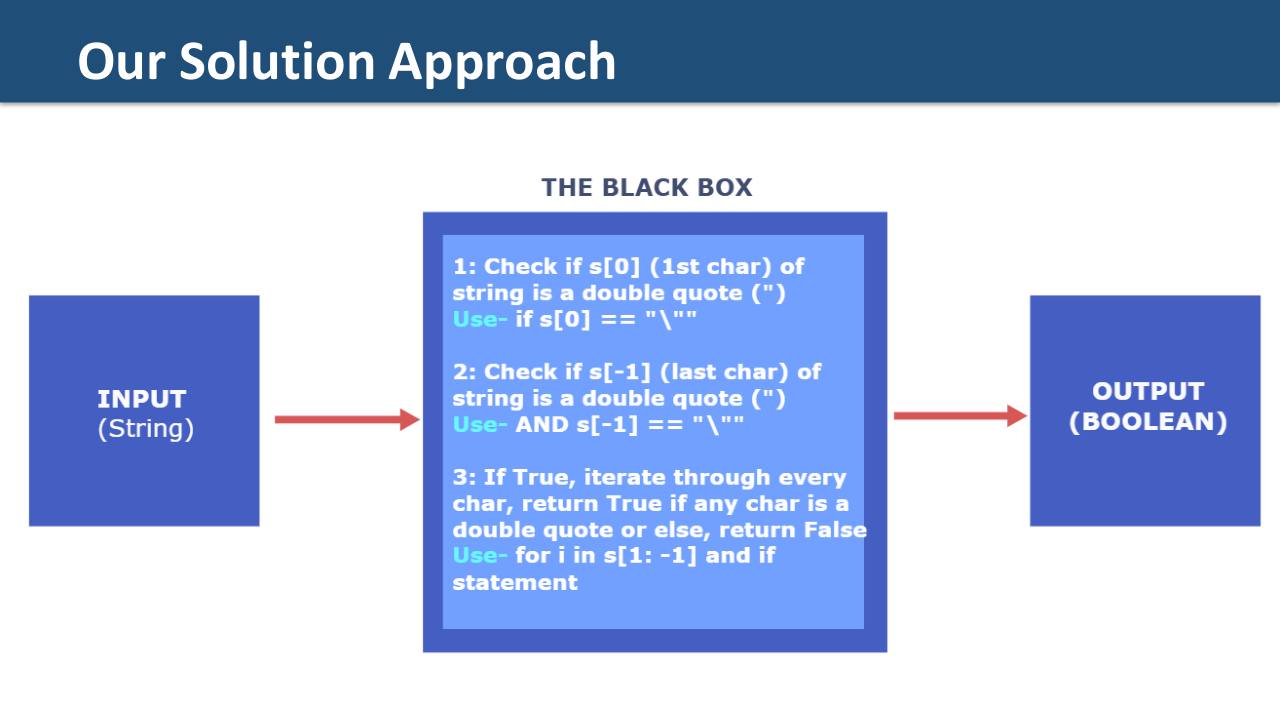 Our Solution Approach
THE BLACK BOX
INPUT
(String)
1: Check if s[0] (1st char) of
string is a double quote (")
Use- if s[0] == "\""
2: Check if s[-1] (last char) of
string is a double quote (")
Use- AND s[-1] == "\""
3: If True, iterate through every
char, return True if any char is a
double quote or else, return False
Use- for i in s[1: -1] and if
statement
OUTPUT
(BOOLEAN)